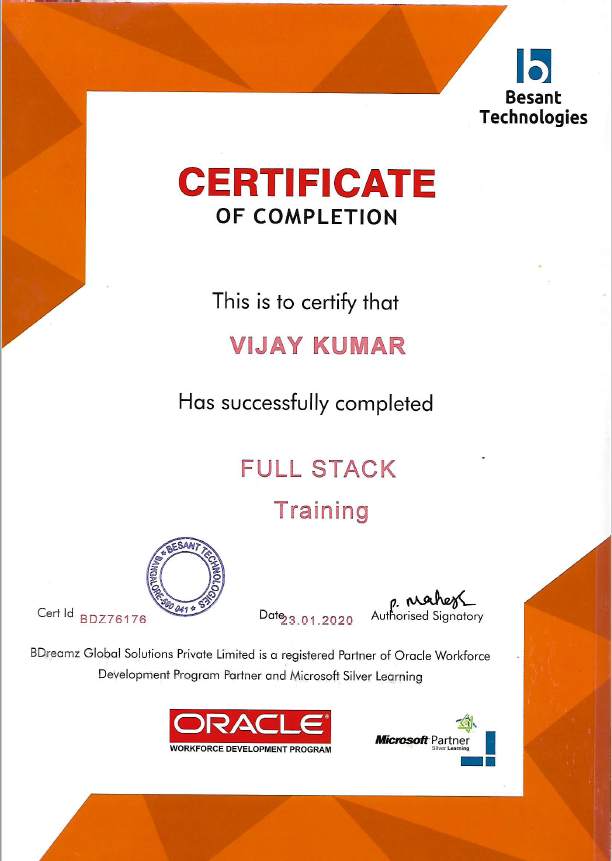 Besant
Technologies
CERTIFICATE
OF COMPLETION
This is to certify that
VIJAY KUMAR
Has successfully completed
FULL STACK
Training
★ BESANT TECHNOLOGIES ★ BANGALORE-560 041
Cert Id BDZ76176
Date 23.01.2020
P. Mahesh
Authorised Signatory
BDreamz Global Solutions Private Limited is a registered Partner of Oracle Workforce
Development Program Partner and Microsoft Silver Learning
ORACLE®
WORKFORCE DEVELOPMENT PROGRAM
Microsoft Partner
Silver Learning